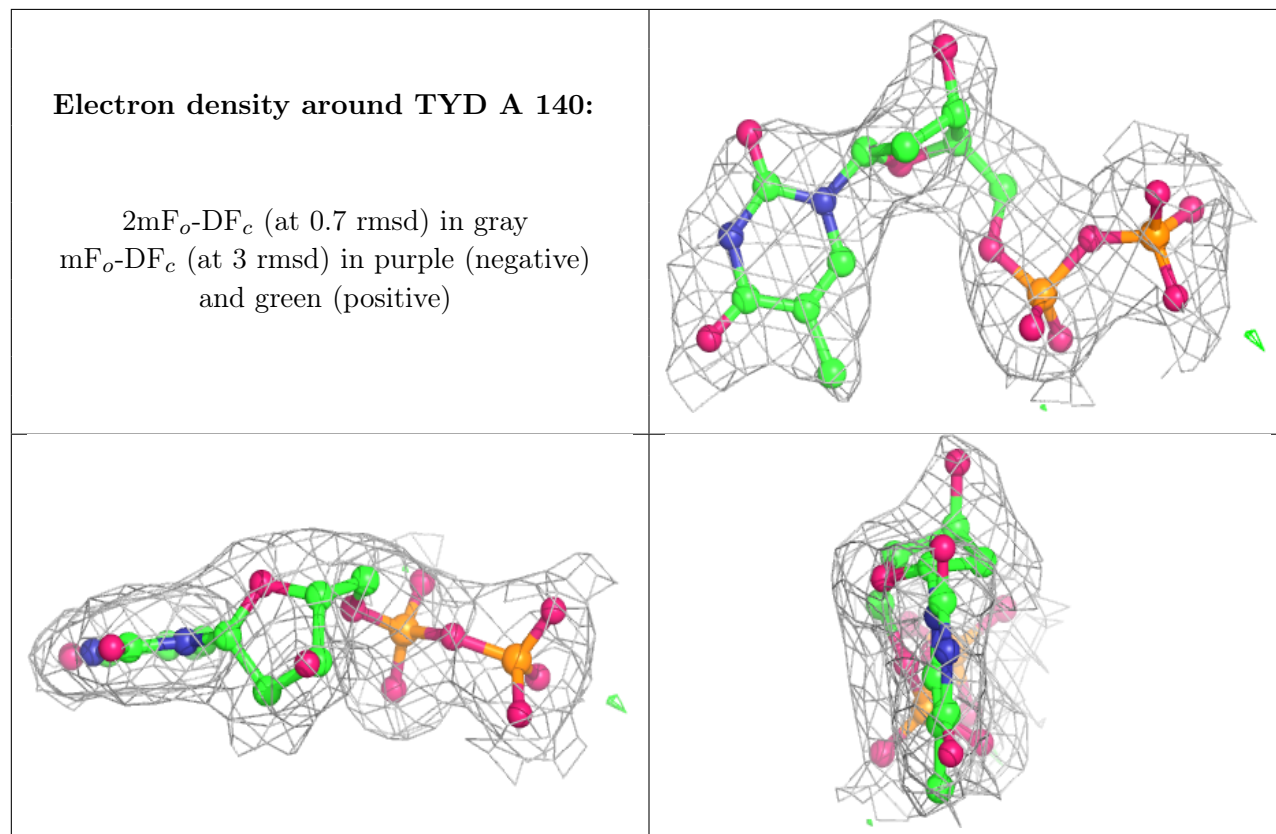 Electron density around TYD A 140:
2mFo-DFc (at 0.7 rmsd) in gray
mFo-DFc (at 3 rmsd) in purple (negative)
and green (positive)